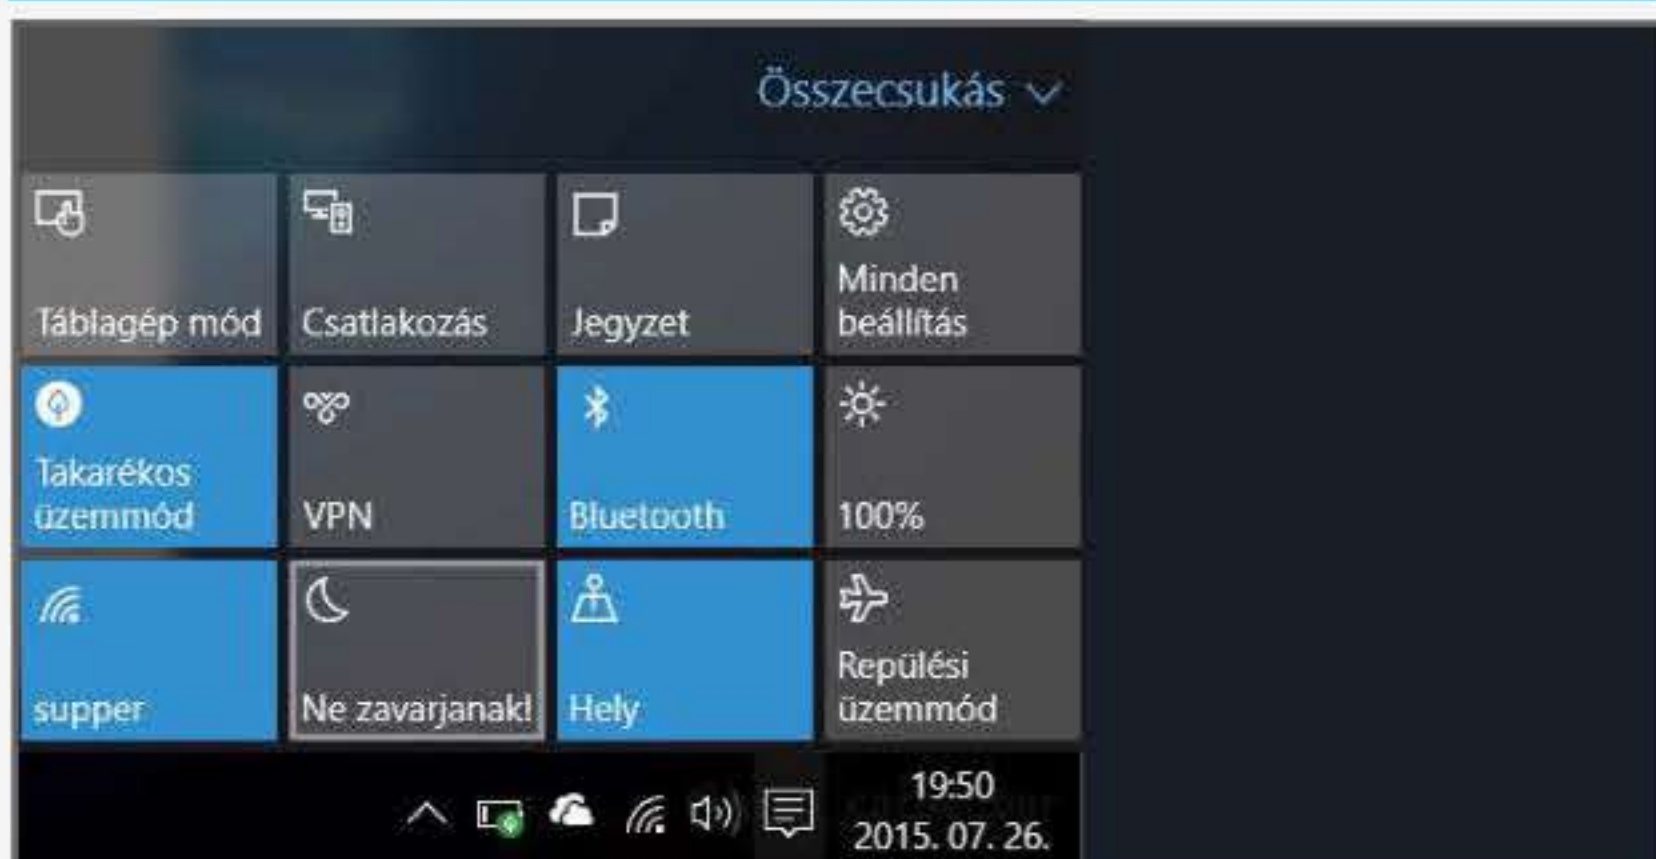 Összecsukás
Táblagép mód
Csatlakozás
Jegyzet
Minden
beállítás
Takarékos
üzemmód
VPN
Bluetooth
100%
supper
Ne zavarjanak!
Hely
Repülési
üzemmód
19:50
2015. 07. 26.